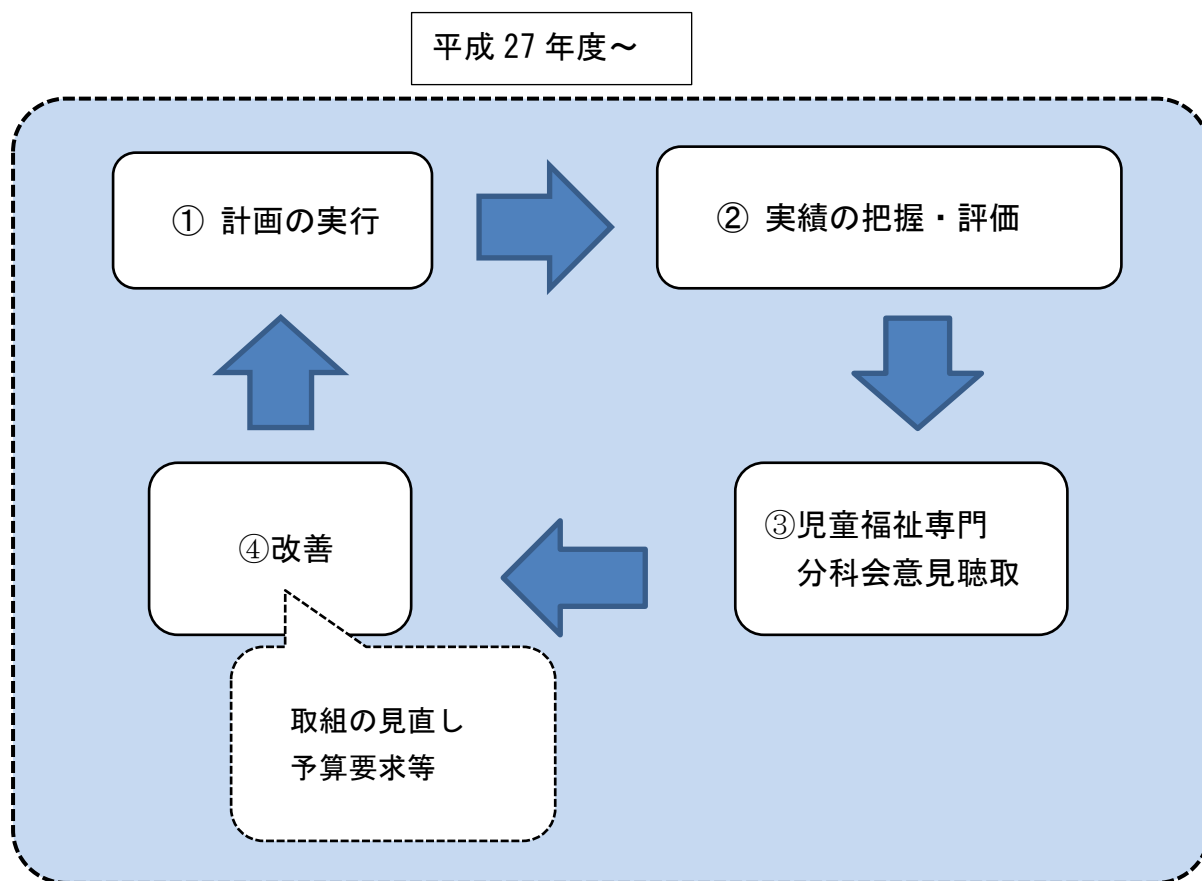 平成 27 年度～
① 計画の実行
② 実績の把握・評価
③児童福祉専門
分科会意見聴取
④改善
取組の見直し
予算要求等